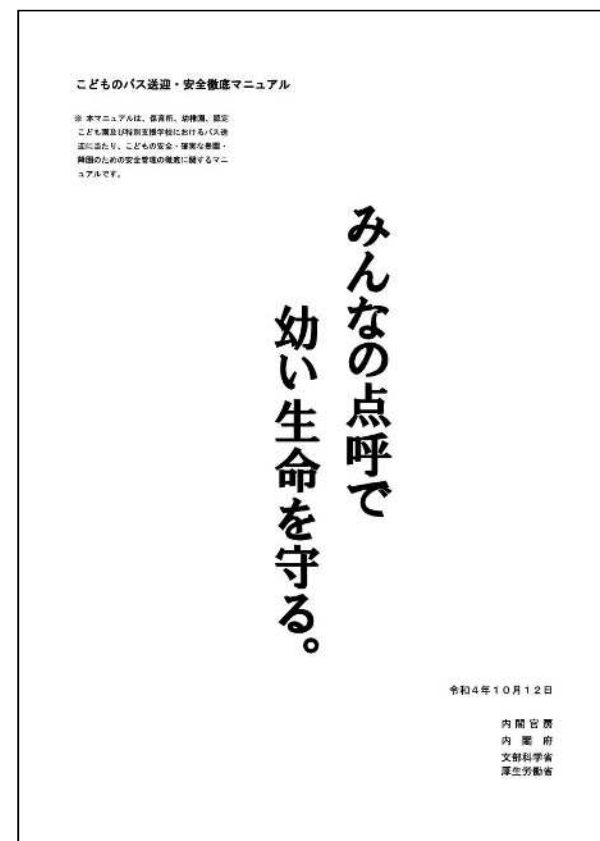 こどものバス送迎・安全徹底マニュアル
※ 本マニュアルは、保育所、幼稚園、認定
こども園及び特別支援学校におけるバス送
迎に当たり、こどもの安全・確実な登園・
降園のための安全管理の徹底に関するマニ
ュアルです。
みんなの点呼で
幼い生命を守る。
令和4年10月12日
内閣官房
内閣府
文部科学省
厚生労働省